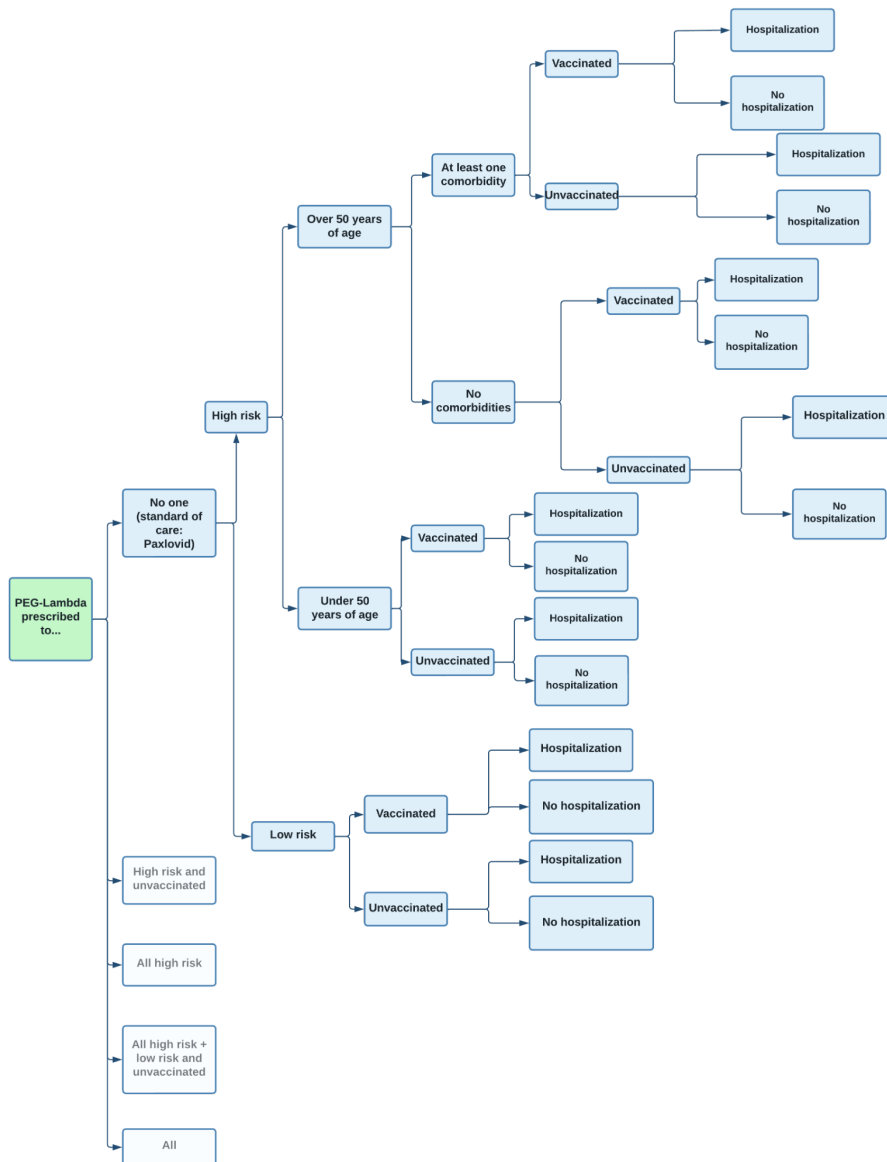 Hospitalization
Vaccinated
No
hospitalization
At least one
comorbidity
Hospitalization
Unvaccinated
No
hospitalization
Over 50 years
of age
Hospitalization
Vaccinated
No
hospitalization
No
comorbidities
High risk
Hospitalization
Unvaccinated
No
hospitalization
No one
(standard of
care:
Paxlovid)
Hospitalization
Vaccinated
No
hospitalization
PEG-Lambda
prescribed
to...
Under 50
years of age
Hospitalization
Unvaccinated
No
hospitalization
Hospitalization
Vaccinated
No hospitalization
Low risk
Hospitalization
Unvaccinated
No hospitalization
High risk and
unvaccinated
All high risk
All high risk +
low risk and
unvaccinated
All